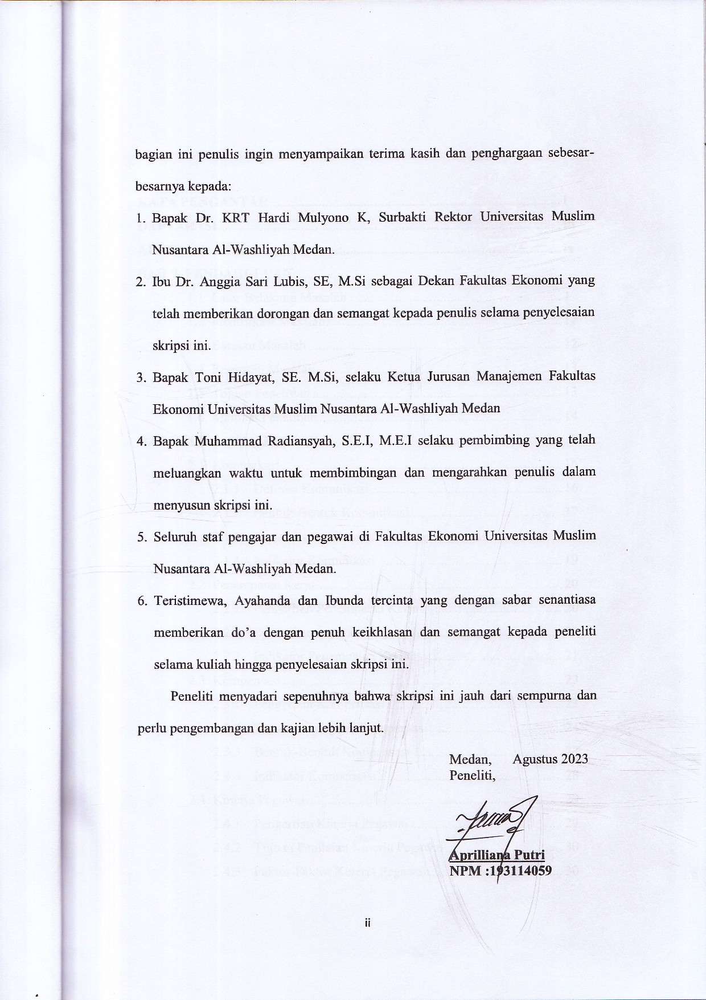 bagian ini penulis ingin menyampaikan terima kasih dan penghargaan sebesar-
besarnya kepada:
1. Bapak Dr. KRT Hardi Mulyono K, Surbakti Rektor Universitas Muslim
Nusantara Al-Washliyah Medan.
2. Ibu Dr. Anggia Sari Lubis, SE, M.Si sebagai Dekan Fakultas Ekonomi yang
telah memberikan dorongan dan semangat kepada penulis selama penyelesaian
skripsi ini.
3. Bapak Toni Hidayat, SE. M.Si, selaku Ketua Jurusan Manajemen Fakultas
Ekonomi Universitas Muslim Nusantara Al-Washliyah Medan
4. Bapak Muhammad Radiansyah, S.E.I, M.E.I selaku pembimbing yang telah
meluangkan waktu untuk membimbingan dan mengarahkan penulis dalam
menyusun skripsi ini.
5. Seluruh staf pengajar dan pegawai di Fakultas Ekonomi Universitas Muslim
Nusantara Al-Washliyah Medan.
6. Teristimewa, Ayahanda dan Ibunda tercinta yang dengan sabar senantiasa
memberikan do’a dengan penuh keikhlasan dan semangat kepada peneliti
selama kuliah hingga penyelesaian skripsi ini.
Peneliti menyadari sepenuhnya bahwa skripsi ini jauh dari sempurna dan
perlu pengembangan dan kajian lebih lanjut.
Medan, Agustus 2023
Peneliti,
Aprilliana Putri
NPM :193114059
ii